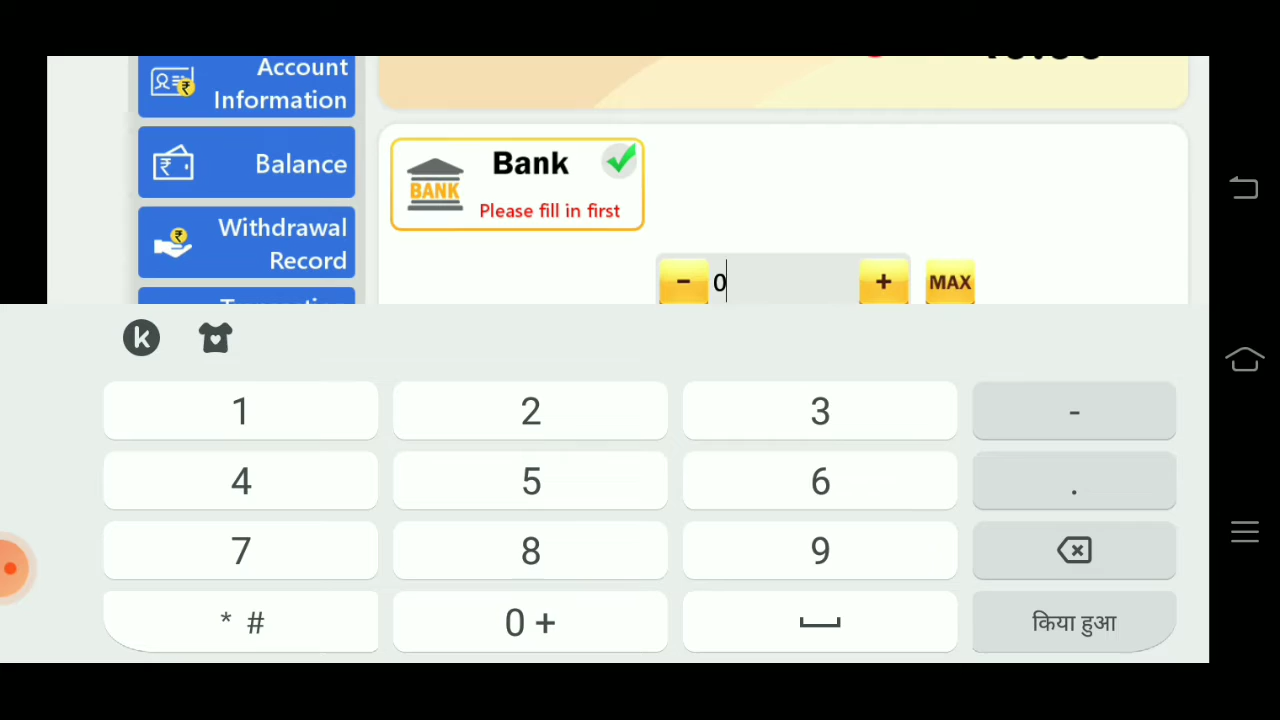 Account
Information
Balance
Withdrawal
Record
Bank
BANK
Please fill in first
-
0
+
MAX
k
1
2
3
-
4
5
6
.
7
8
9
* #
0 +
किया हुआ